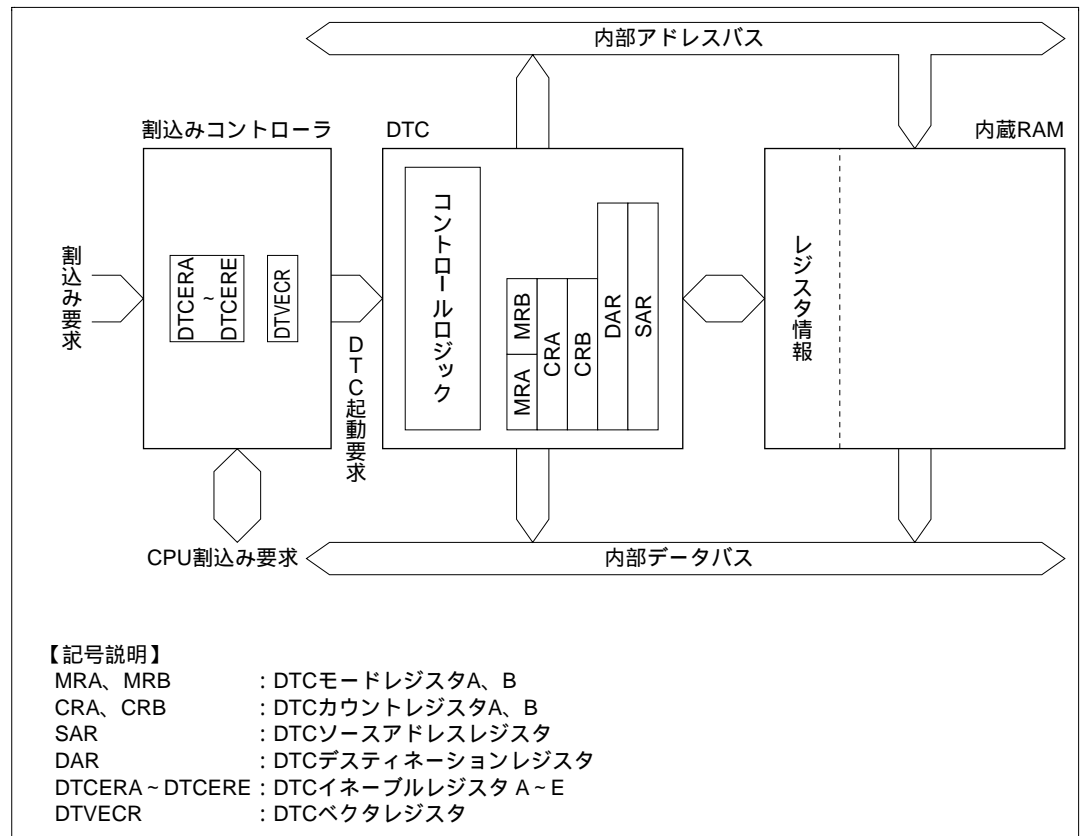 内部アドレスバス
割込みコントローラ
DTC
内蔵RAM
割込み要求
DTCERA
~
DTCERE
DTVECR
DTC起動要求
コントロールロジック
MRA
MRB
CRA
CRB
DAR
SAR
レジスタ情報
CPU割込み要求
内部データバス
【記号説明】
MRA、MRB : DTCモードレジスタA、B
CRA、CRB : DTCカウントレジスタA、B
SAR : DTCソースアドレスレジスタ
DAR : DTCデスティネーションレジスタ
DTCERA~DTCERE : DTCイネーブルレジスタ A~E
DTVECR : DTCベクタレジスタ